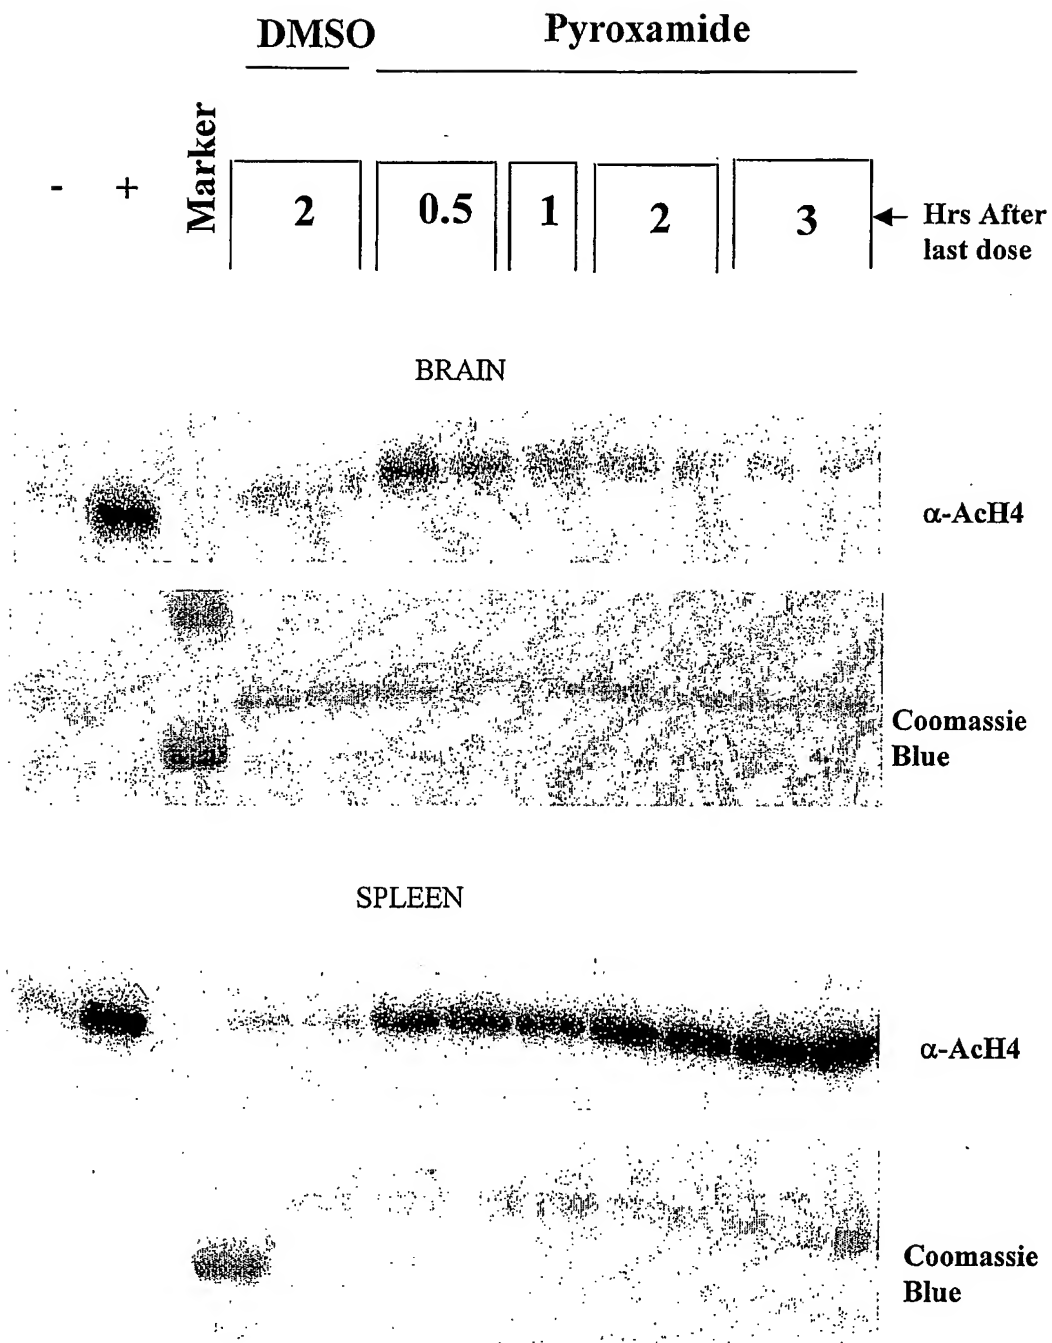 DMSO Pyroxamide
- + Marker 2 0.5 1 2 3 Hrs After
last dose
BRAIN
α-AcH4
Coomassie
Blue
SPLEEN
α-AcH4
Coomassie
Blue